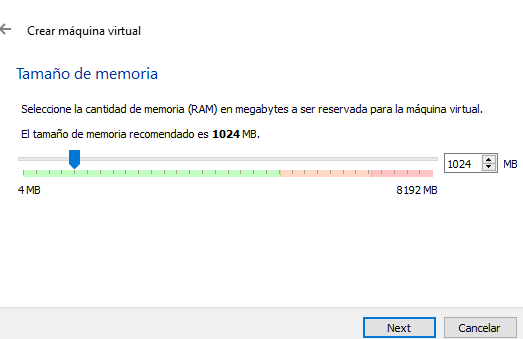 Crear máquina virtual
Tamaño de memoria
Seleccione la cantidad de memoria (RAM) en megabytes a ser reservada para la máquina virtual.
El tamaño de memoria recomendado es 1024 MB.
1024 MB
4 MB 8192 MB
Next Cancelar